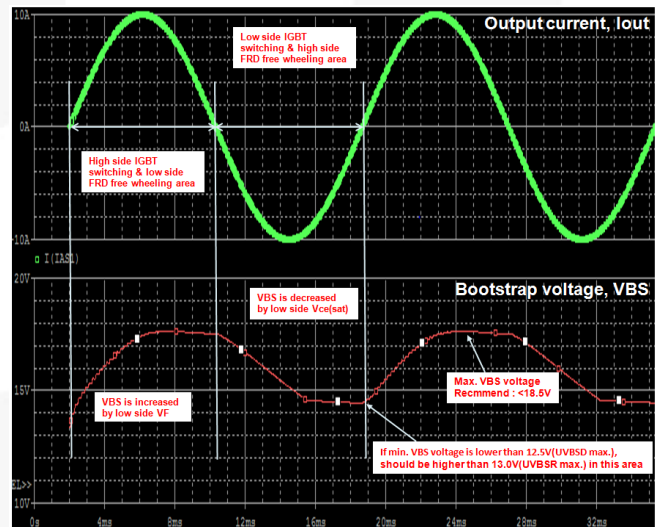 10A
Output current, Iout
Low side IGBT
switching & high side
FRD free wheeling area
0A
High side IGBT
switching & low side
FRD free wheeling area
10A
I(IAS1)
20V
Bootstrap voltage, VBS
VBS is decreased
by low side Vce(sat)
Max. VBS voltage
Recmmend : <18.5V
15V
VBS is increased
by low side VF
If min. VBS voltage is lower than 12.5V(UVBSD max.),
should be higher than 13.0V(UVBSR max.) in this area
EL>>
10V
0s 4ms 8ms 12ms 16ms 20ms 24ms 28ms 32ms